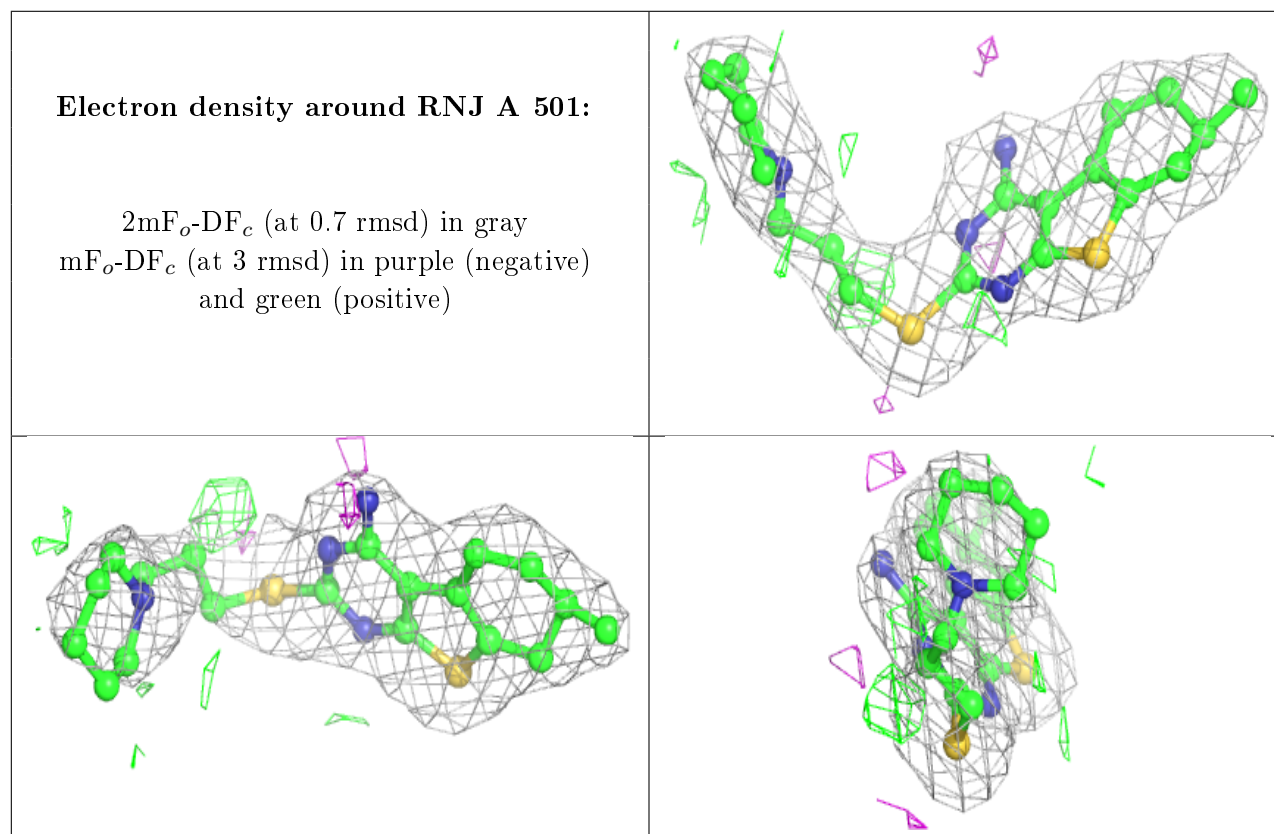 Electron density around RNJ A 501:
2mFo-DFc (at 0.7 rmsd) in gray
mFo-DFc (at 3 rmsd) in purple (negative)
and green (positive)